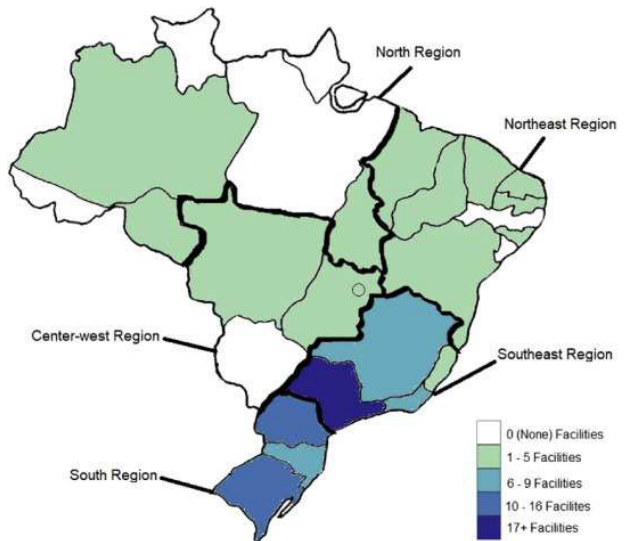 North Region
Northeast Region
Center-west Region
Southeast Region
South Region
0 (None) Facilities
1 - 5 Facilities
6 - 9 Facilities
10 - 16 Facilites
17+ Facilities